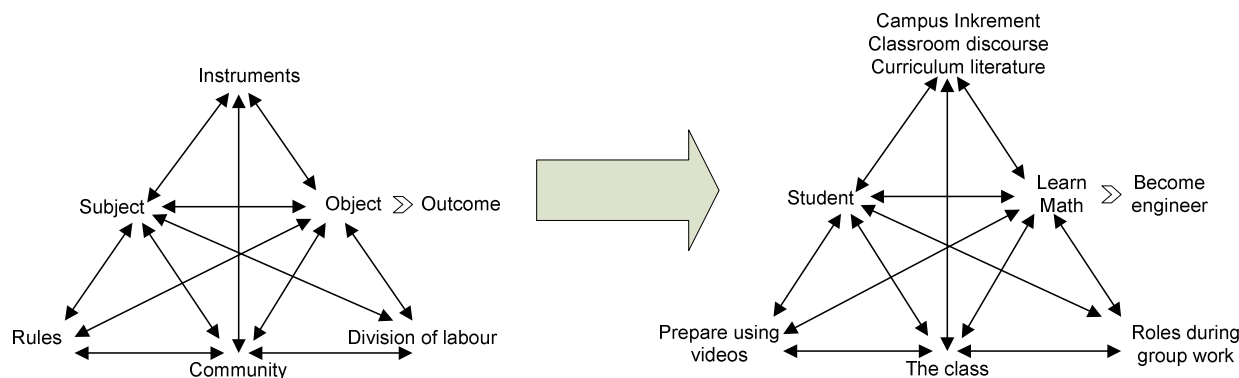 Instruments
Subject
Object
Outcome
Rules
Division of labour
Community
Campus Inkrement
Classroom discourse
Curriculum literature
Student
Learn
Math
Become
engineer
Prepare using
videos
The class
Roles during
group work